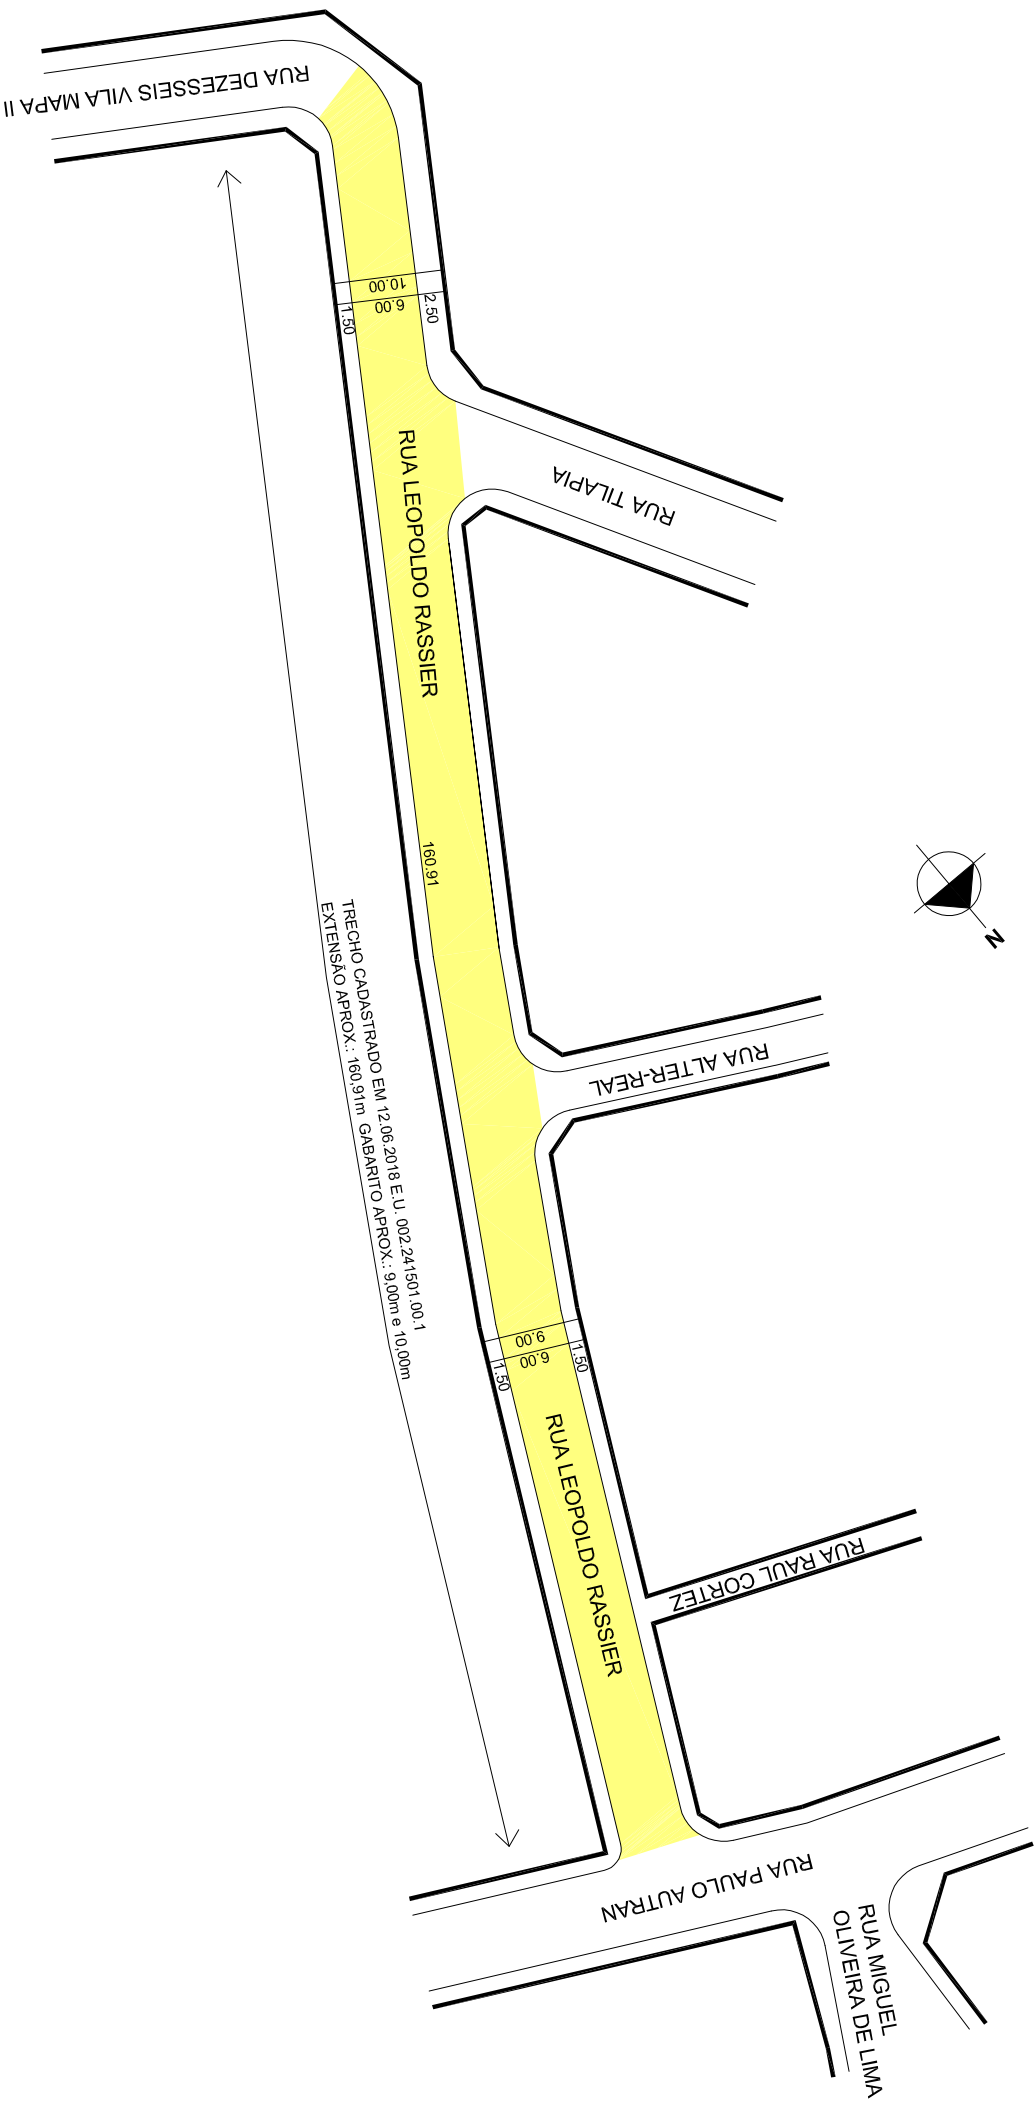 RUA DEZESSEIS VILA MAPA II
10.00
6.00
1.50
2.50
RUA LEOPOLDO RASSIER
RUA TILAPIA
160.91
N
TRECHO CADASTRADO EM 12.06.2018 E.U. 002.241501.00.1
EXTENSÃO APROX.: 160,91m GABARITO APROX.: 9,00m e 10,00m
RUA ALTER-REAL
9.00
6.00
1.50
1.50
RUA LEOPOLDO RASSIER
RUA RAUL CORTEZ
RUA PAULO AUTRAN
RUA MIGUEL
OLIVEIRA DE LIMA